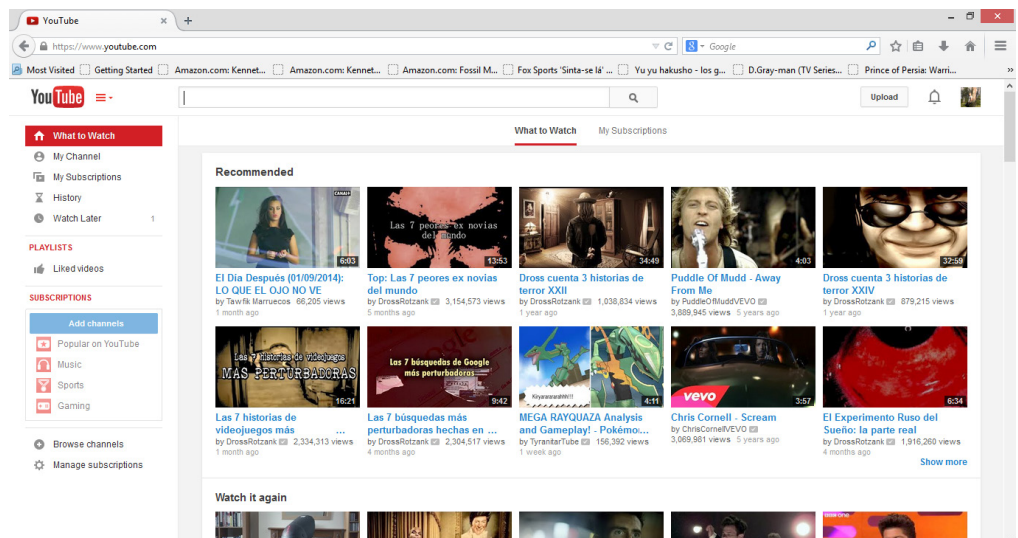 YouTube
https://www.youtube.com
Google
Most Visited Getting Started Amazon.com: Kennet... Amazon.com: Kennet... Amazon.com: Fossil M... Fox Sports 'Sinta-se lá' ... Yu yu hakusho - los g... D.Gray-man (TV Series... Prince of Persia: Warri...
YouTube
Upload
What to Watch My Subscriptions
What to Watch
My Channel
My Subscriptions
History
Watch Later 1
PLAYLISTS
Liked videos
SUBSCRIPTIONS
Add channels
Popular on YouTube
Music
Sports
Gaming
Browse channels
Manage subscriptions
Recommended
CANAL+
6:03
El Día Después (01/09/2014):
LO QUE EL OJO NO VE
by Tawfik Marruecos 66,205 views
1 month ago
Las 7 peores ex novias
del mundo
13:53
Top: Las 7 peores ex novias
del mundo
by DrossRotzank 3,154,573 views
5 months ago
34:49
Dross cuenta 3 historias de
terror XXII
by DrossRotzank 1,038,834 views
1 year ago
4:03
Puddle Of Mudd - Away
From Me
by PuddleOfMuddVEVO
3,889,945 views 5 years ago
32:59
Dross cuenta 3 historias de
terror XXIV
by DrossRotzank 879,215 views
1 year ago
Las 7 historias de videojuegos
MAS PERTURBADORAS
16:21
Las 7 historias de
videojuegos más ...
by DrossRotzank 2,334,313 views
1 month ago
Google
Las 7 búsquedas de Google
más perturbadoras
9:42
Las 7 búsquedas más
perturbadoras hechas en ...
by DrossRotzank 2,304,517 views
4 months ago
4:11
MEGA RAYQUAZA Analysis
and Gameplay! - Pokémo...
by TyranitarTube 156,392 views
1 week ago
vevo
3:57
Chris Cornell - Scream
by ChrisCornellVEVO
3,069,981 views 5 years ago
6:34
El Experimento Ruso del
Sueño: la parte real
by DrossRotzank 1,916,260 views
4 months ago
Show more
Watch it again